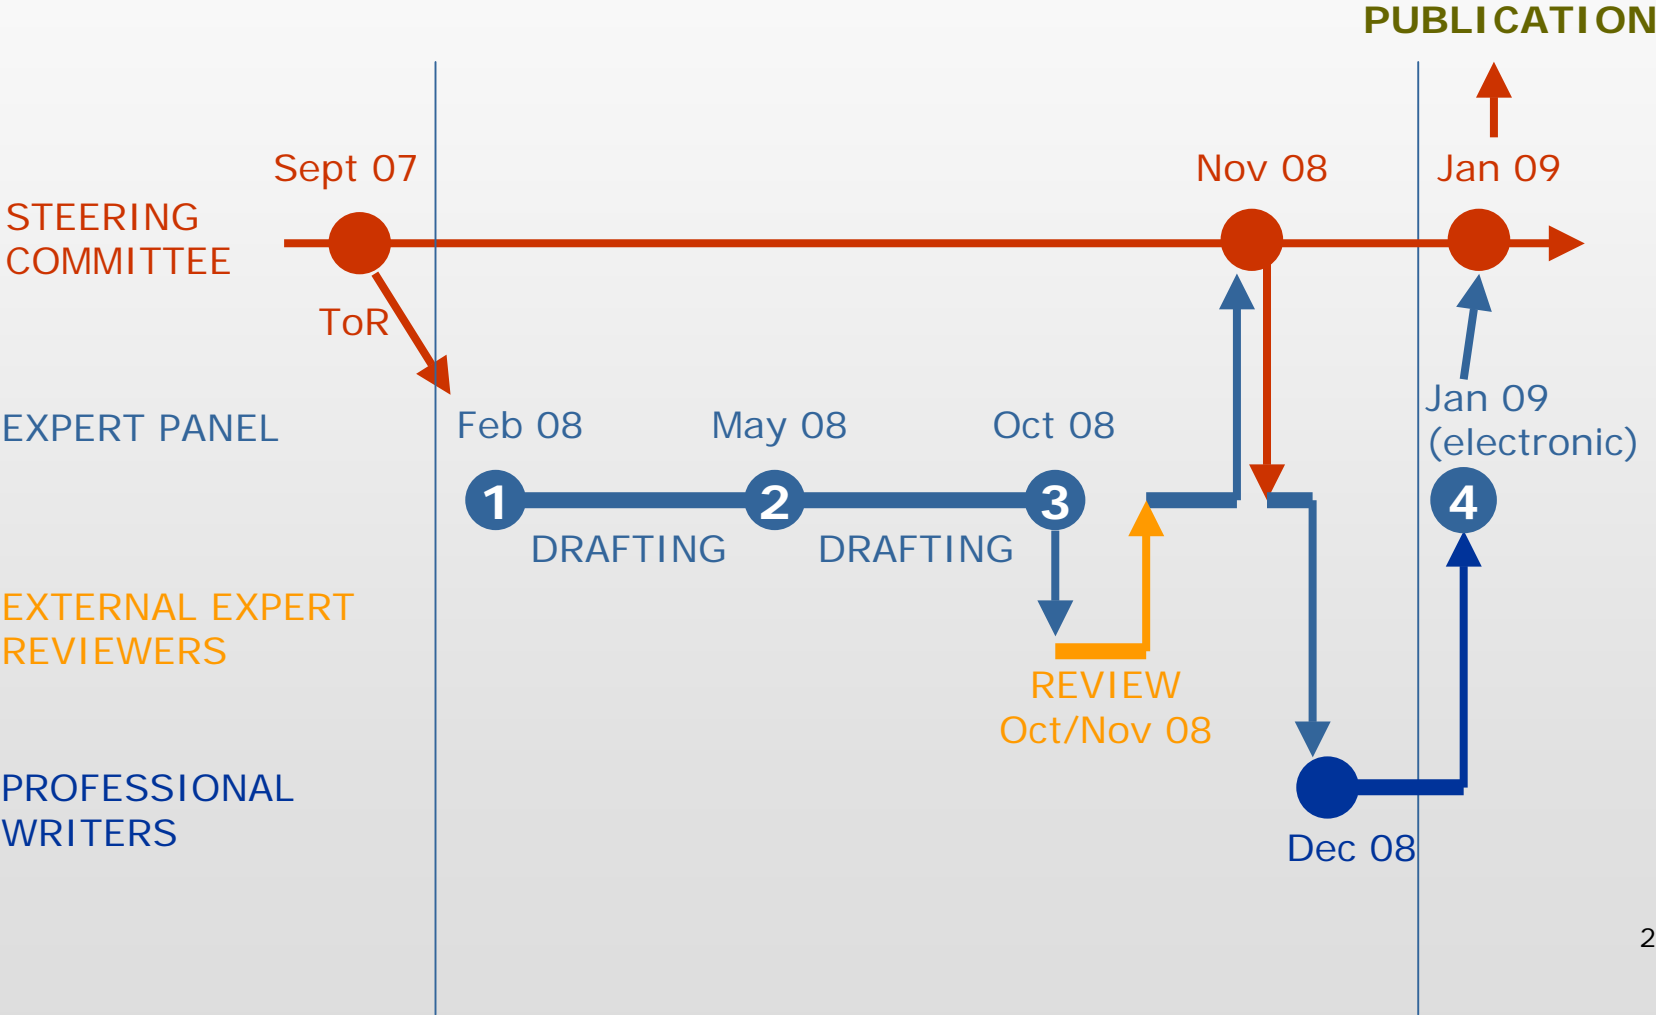 PUBLICATION
Sept 07
Nov 08
Jan 09
STEERING
COMMITTEE
ToR
EXPERT PANEL
Feb 08
May 08
Oct 08
Jan 09
(electronic)
1
2
3
4
DRAFTING
DRAFTING
EXTERNAL EXPERT
REVIEWERS
REVIEW
Oct/Nov 08
PROFESSIONAL
WRITERS
Dec 08
2